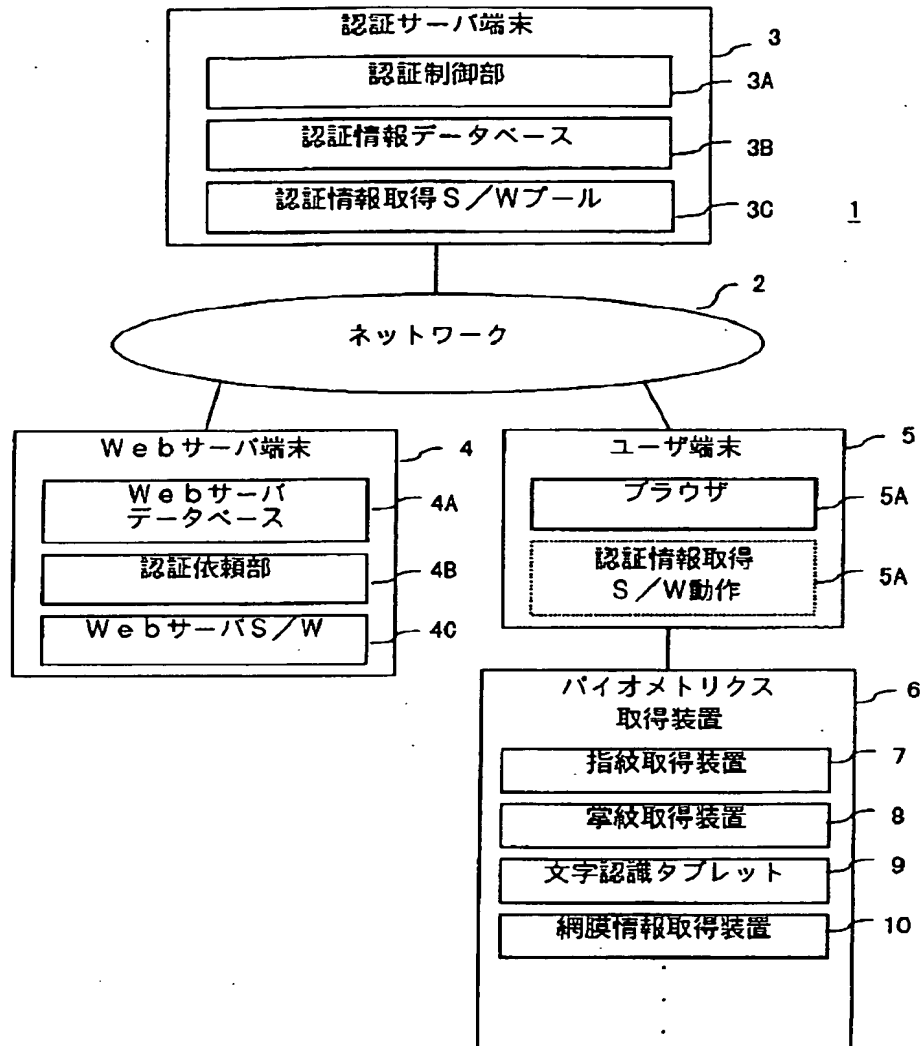 認証サーバ端末
3
認証制御部
3A
認証情報データベース
3B
認証情報取得S／Wプール
3C
1
2
ネットワーク
Webサーバ端末
4
Webサーバ
データベース
4A
認証依頼部
4B
WebサーバS／W
4C
ユーザ端末
5
ブラウザ
5A
認証情報取得
S／W動作
5A
バイオメトリクス
取得装置
6
指紋取得装置
7
掌紋取得装置
8
文字認識タブレット
9
網膜情報取得装置
10